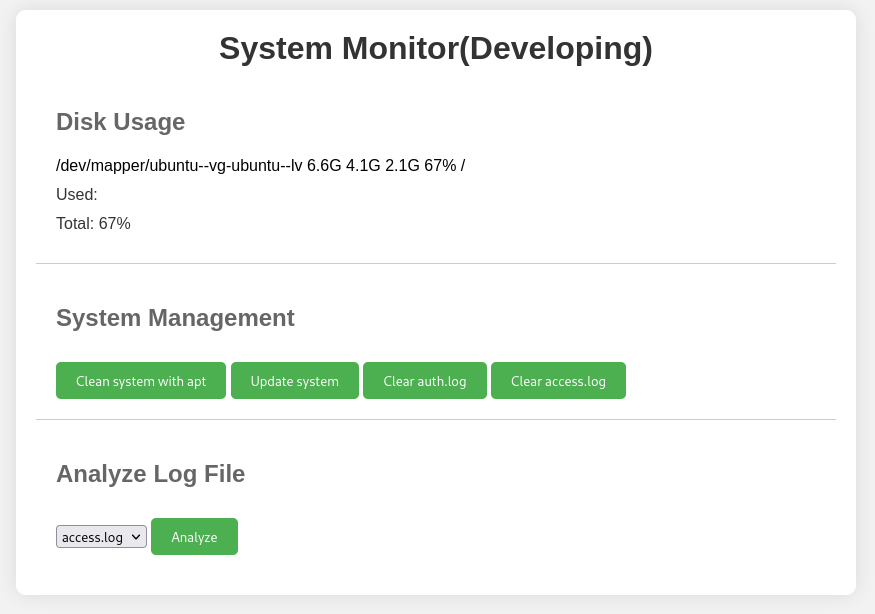 System Monitor(Developing)
Disk Usage
/dev/mapper/ubuntu--vg-ubuntu--lv 6.6G 4.1G 2.1G 67% /
Used:
Total: 67%
System Management
Clean system with apt Update system Clear auth.log Clear access.log
Analyze Log File
access.log Analyze